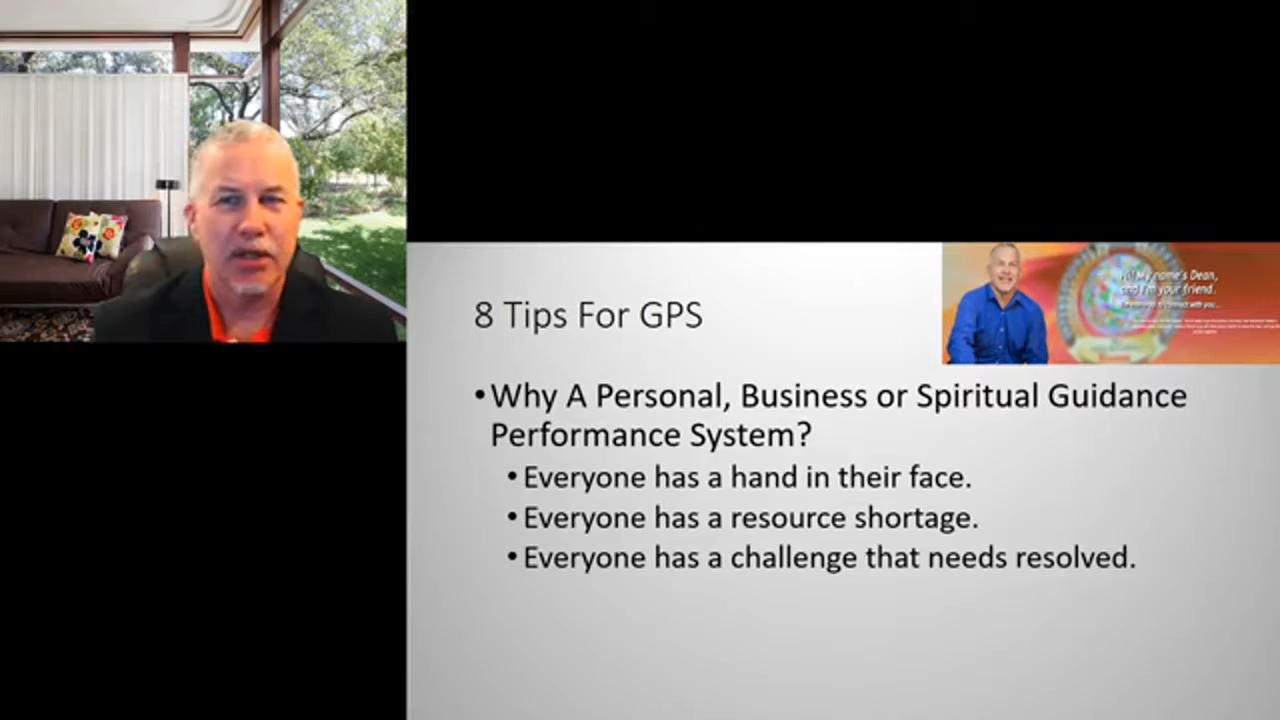 8 Tips For GPS
My name's Dean,
and I'm your friend.
•Why A Personal, Business or Spiritual Guidance
Performance System?
•Everyone has a hand in their face.
•Everyone has a resource shortage.
•Everyone has a challenge that needs resolved.